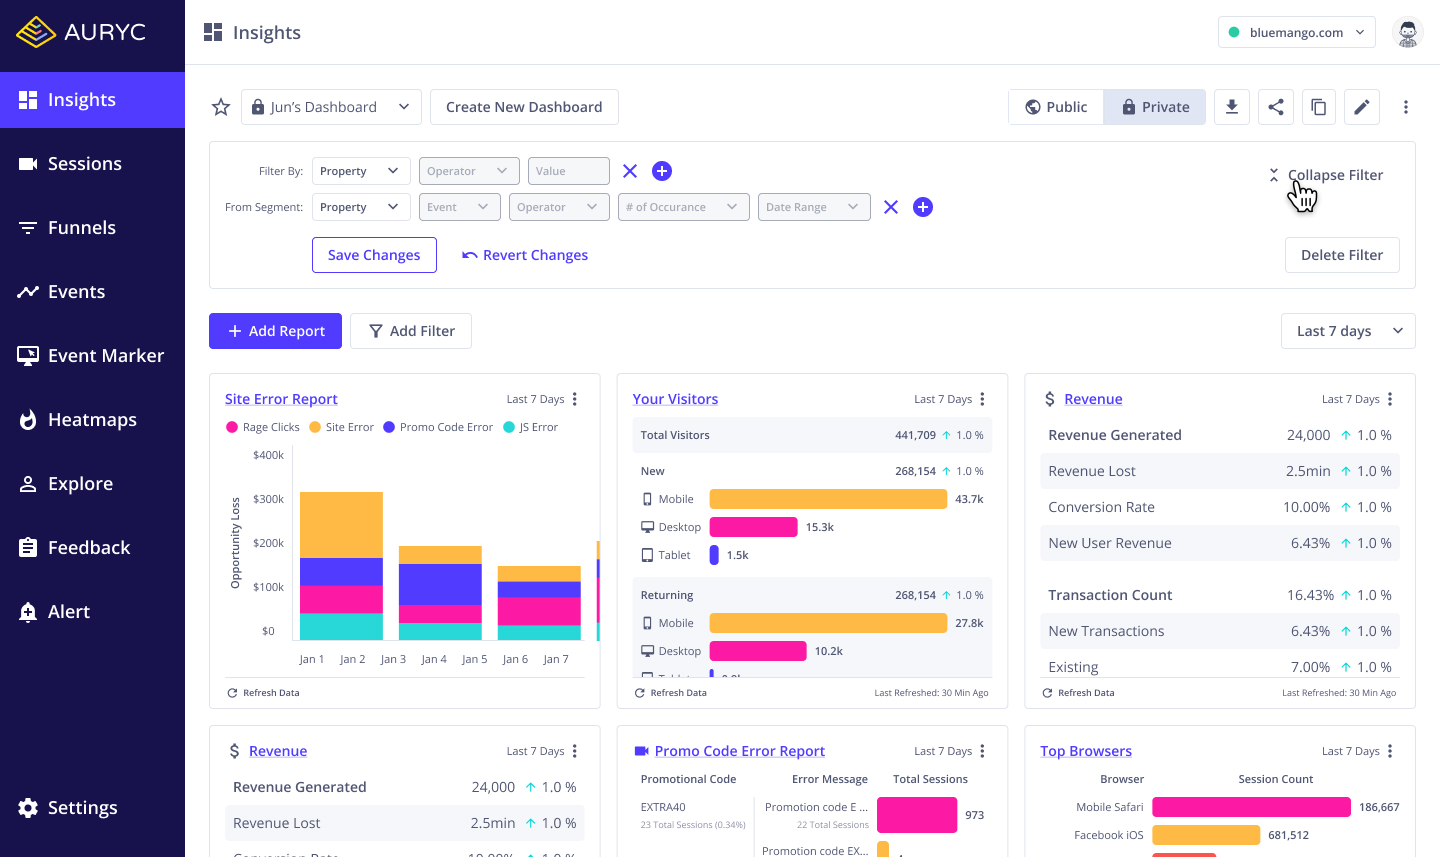 AURYC
Insights
Sessions
Funnels
Events
Event Marker
Heatmaps
Explore
Feedback
Alert
Settings
Insights
bluemango.com
Jun's Dashboard
Create New Dashboard
Public
Private
Filter By:
Property
Operator
Value
Collapse Filter
From Segment:
Property
Event
Operator
# of Occurance
Date Range
Save Changes
Revert Changes
Delete Filter
Add Report
Add Filter
Last 7 days
Site Error Report
Last 7 Days
Rage Clicks
Site Error
Promo Code Error
JS Error
Opportunity Loss
$400k
$300k
$200k
$100k
$0
Jan 1 Jan 2 Jan 3 Jan 4 Jan 5 Jan 6 Jan 7
Refresh Data
Your Visitors
Last 7 Days
Total Visitors 441,709 1.0 %
New 268,154 1.0 %
Mobile 43.7k
Desktop 15.3k
Tablet 1.5k
Returning 268,154 1.0 %
Mobile 27.8k
Desktop 10.2k
Refresh Data
Last Refreshed: 30 Min Ago
$ Revenue
Last 7 Days
Revenue Generated 24,000 1.0 %
Revenue Lost 2.5min 1.0 %
Conversion Rate 10.00% 1.0 %
New User Revenue 6.43% 1.0 %
Transaction Count 16.43% 1.0 %
New Transactions 6.43% 1.0 %
Existing 7.00% 1.0 %
Refresh Data
Last Refreshed: 30 Min Ago
$ Revenue
Last 7 Days
Revenue Generated 24,000 1.0 %
Revenue Lost 2.5min 1.0 %
Promo Code Error Report
Last 7 Days
Promotional Code Error Message Total Sessions
EXTRA40 Promotion code E ... 973
23 Total Sessions (0.34%) 22 Total Sessions
Promotion code EX...
Top Browsers
Last 7 Days
Browser Session Count
Mobile Safari 186,667
Facebook iOS 681,512